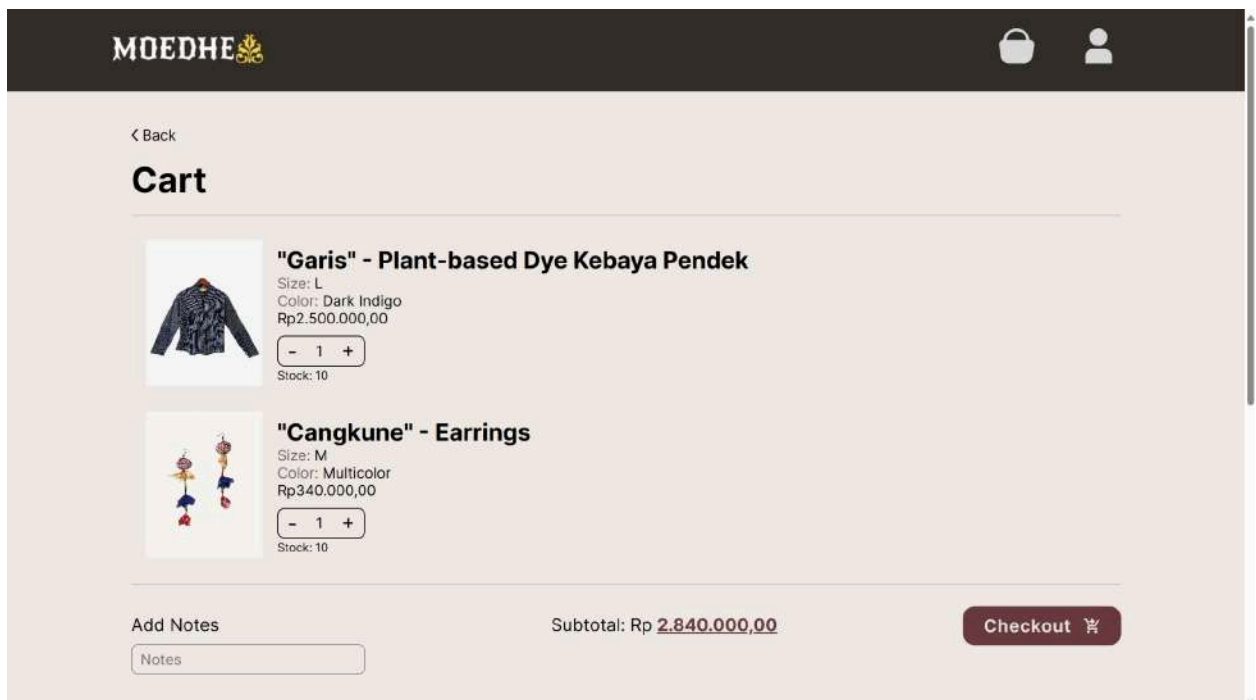 MOEDHE
Back
Cart
"Garis" - Plant-based Dye Kebaya Pendek
Size: L
Color: Dark Indigo
Rp2.500.000,00
- 1 +
Stock: 10
"Cangkune" - Earrings
Size: M
Color: Multicolor
Rp340.000,00
- 1 +
Stock: 10
Add Notes
Notes
Subtotal: Rp 2.840.000,00
Checkout